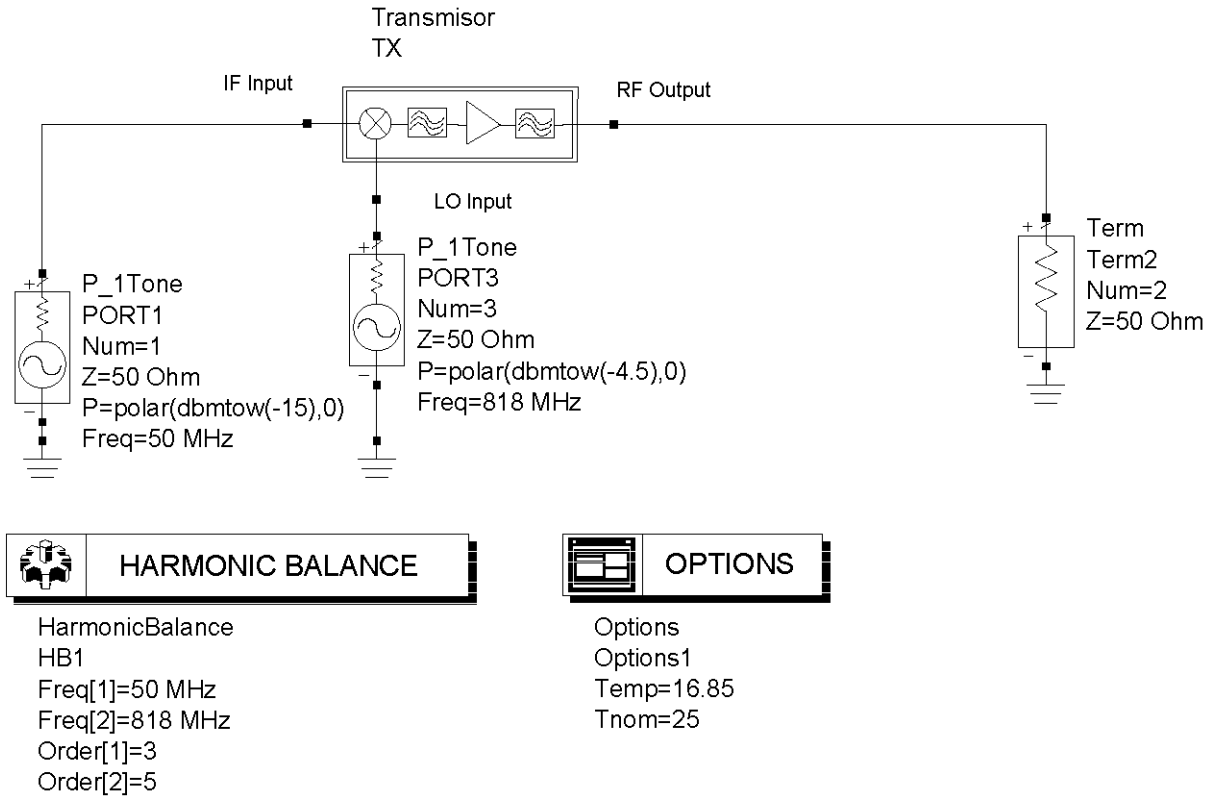 Transmisor
TX
IF Input
RF Output
LO Input
P_1Tone
PORT1
Num=1
Z=50 Ohm
P=polar(dbmtow(-15),0)
Freq=50 MHz
+
-
P_1Tone
PORT3
Num=3
Z=50 Ohm
P=polar(dbmtow(-4.5),0)
Freq=818 MHz
+
-
Term
Term2
Num=2
Z=50 Ohm
+
-
HARMONIC BALANCE
HarmonicBalance
HB1
Freq[1]=50 MHz
Freq[2]=818 MHz
Order[1]=3
Order[2]=5
OPTIONS
Options
Options1
Temp=16.85
Tnom=25